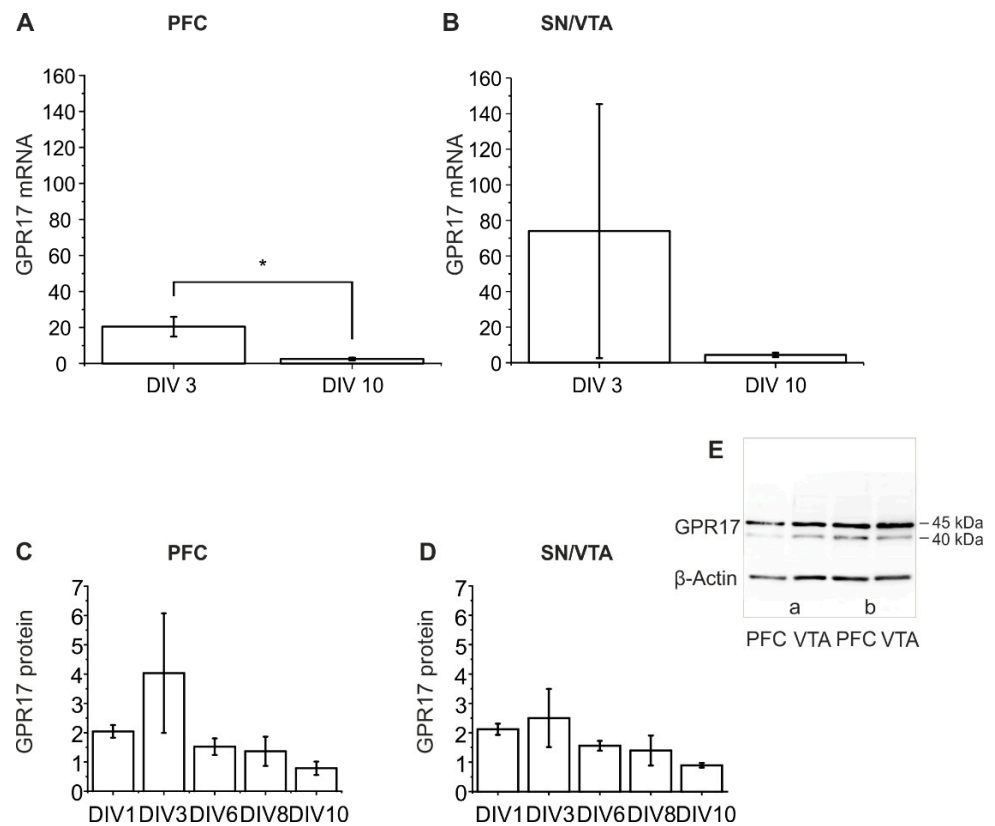 A PFC
B SN/VTA
GPR17 mRNA
160
140
120
100
80
60
40
20
0
*
DIV 3 DIV 10
GPR17 mRNA
160
140
120
100
80
60
40
20
0
DIV 3 DIV 10
C PFC
GPR17 protein
7
6
5
4
3
2
1
0
DIV1 DIV3 DIV6 DIV8 DIV10
D SN/VTA
GPR17 protein
7
6
5
4
3
2
1
0
DIV1 DIV3 DIV6 DIV8 DIV10
E
GPR17
45 kDa
40 kDa
β-Actin
a b
PFC VTA PFC VTA